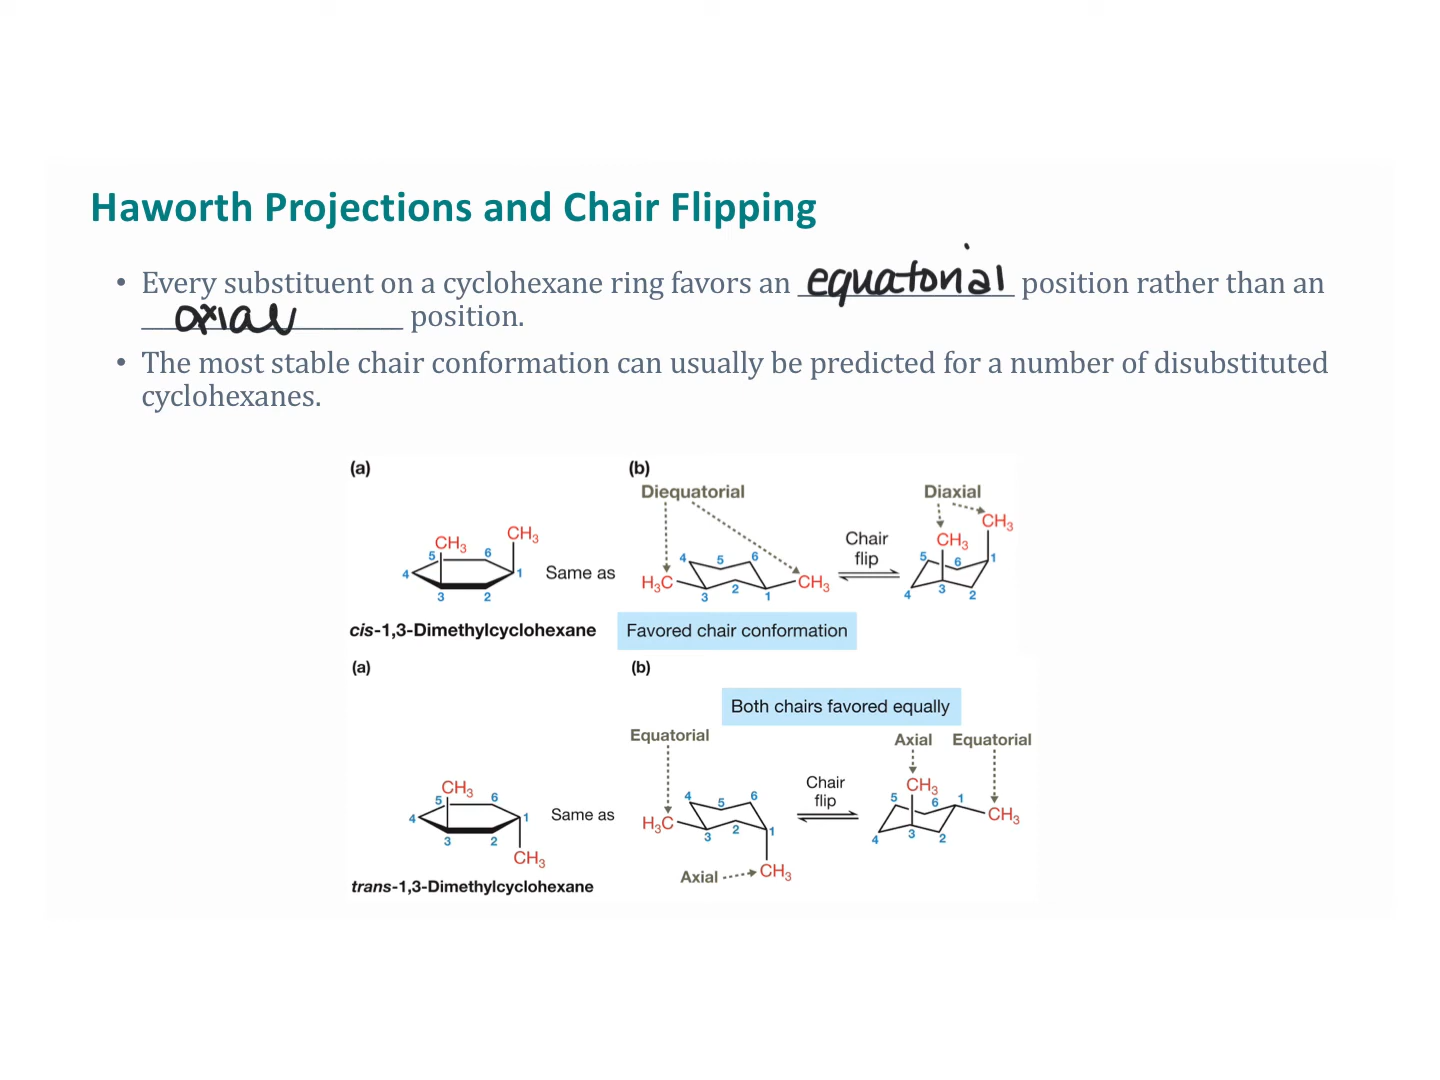 Haworth Projections and Chair Flipping
• Every substituent on a cyclohexane ring favors an equatorial position rather than an
axial position.
• The most stable chair conformation can usually be predicted for a number of disubstituted
cyclohexanes.
(a)
CH3
CH3
5
6
4
1
3
2
cis-1,3-Dimethylcyclohexane
Same as
(b)
Diequatorial
4
5
6
H3C
CH3
3
2
1
Favored chair conformation
Chair
flip
Diaxial
CH3
CH3
5
6
1
4
3
2
(a)
CH3
5
6
4
1
3
2
CH3
trans-1,3-Dimethylcyclohexane
Same as
(b)
Both chairs favored equally
Equatorial
4
5
6
H3C
3
2
1
Axial
CH3
Chair
flip
Axial Equatorial
CH3
5
6
1
CH3
4
3
2